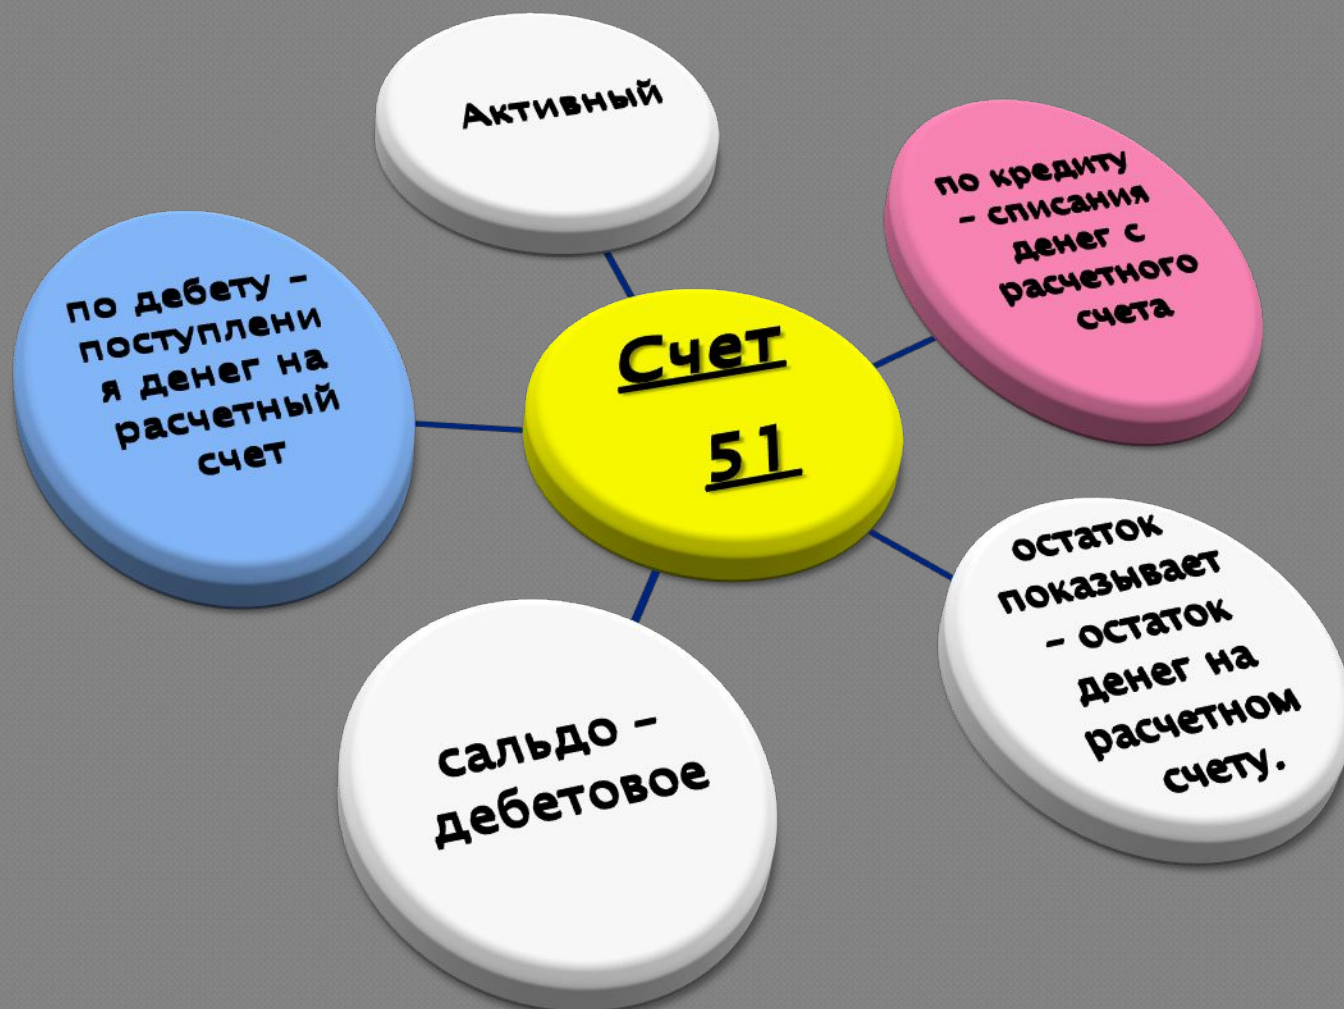 Активный
по кредиту
– списания
денег с
расчетного
счета
по дебету –
поступлени
я денег на
расчетный
счет
Счет
51
остаток
показывает
– остаток
денег на
расчетном
счету.
сальдо –
дебетовое